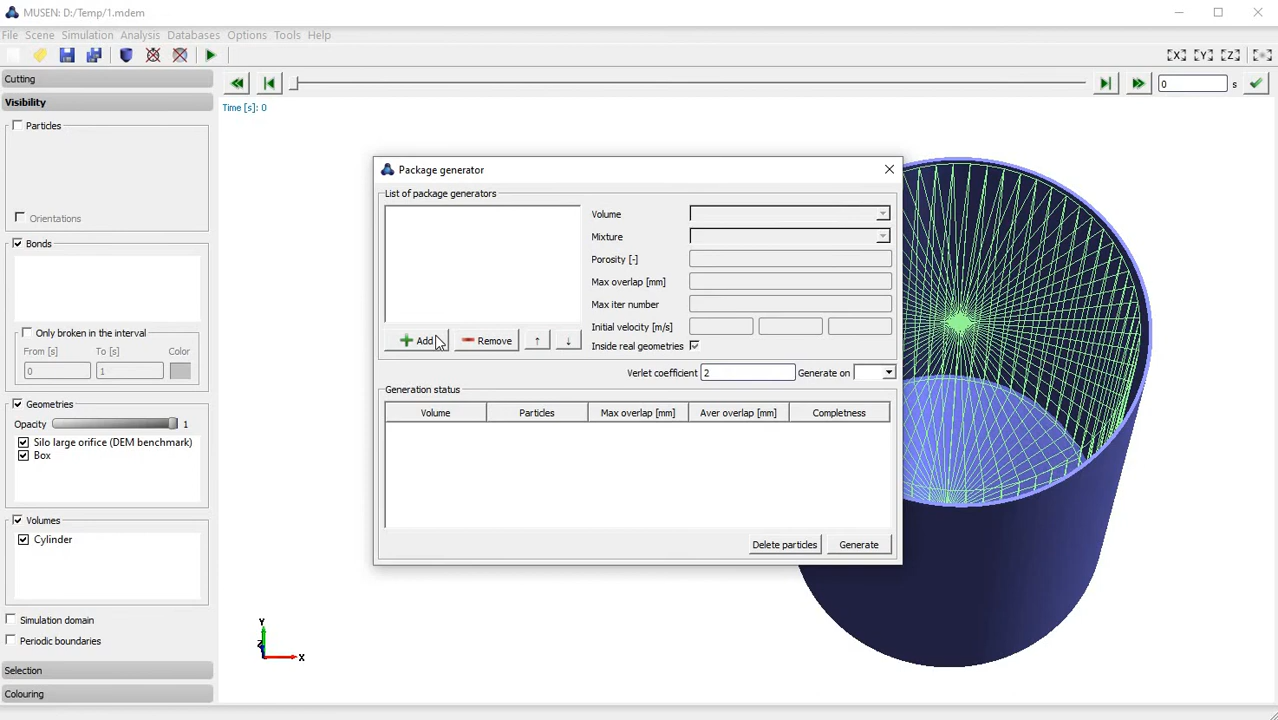 MUSEN: D:/Temp/1.mdem
File Scene Simulation Analysis Databases Options Tools Help
[X] [Y] [Z]
Cutting
Visibility
Particles
Orientations
Bonds
Only broken in the interval
From [s] To [s] Color
0 1
Geometries
Opacity 1
Silo large orifice (DEM benchmark)
Box
Volumes
Cylinder
Simulation domain
Periodic boundaries
Selection
Colouring
0 s
Time [s]: 0
Package generator
List of package generators
Add Remove ↑ ↓
Volume
Mixture
Porosity [-]
Max overlap [mm]
Max iter number
Initial velocity [m/s]
Inside real geometries
Verlet coefficient 2 Generate on
Generation status
Volume Particles Max overlap [mm] Aver overlap [mm] Completness
Delete particles Generate
Y
Z
X